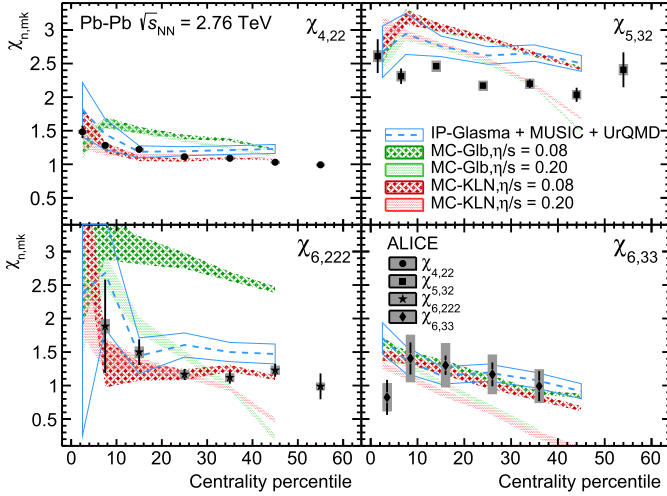 Pb-Pb √sNN = 2.76 TeV
χ4,22
χ5,32
χn,mk
3
2.5
2
1.5
1
0.5
IP-Glasma + MUSIC + UrQMD
MC-Glb,η/s = 0.08
MC-Glb,η/s = 0.20
MC-KLN,η/s = 0.08
MC-KLN,η/s = 0.20
χ6,222
χ6,33
χn,mk
ALICE
χ4,22
χ5,32
χ6,222
χ6,33
3
2.5
2
1.5
1
0.5
0 10 20 30 40 50 60 0 10 20 30 40 50 60
Centrality percentile Centrality percentile